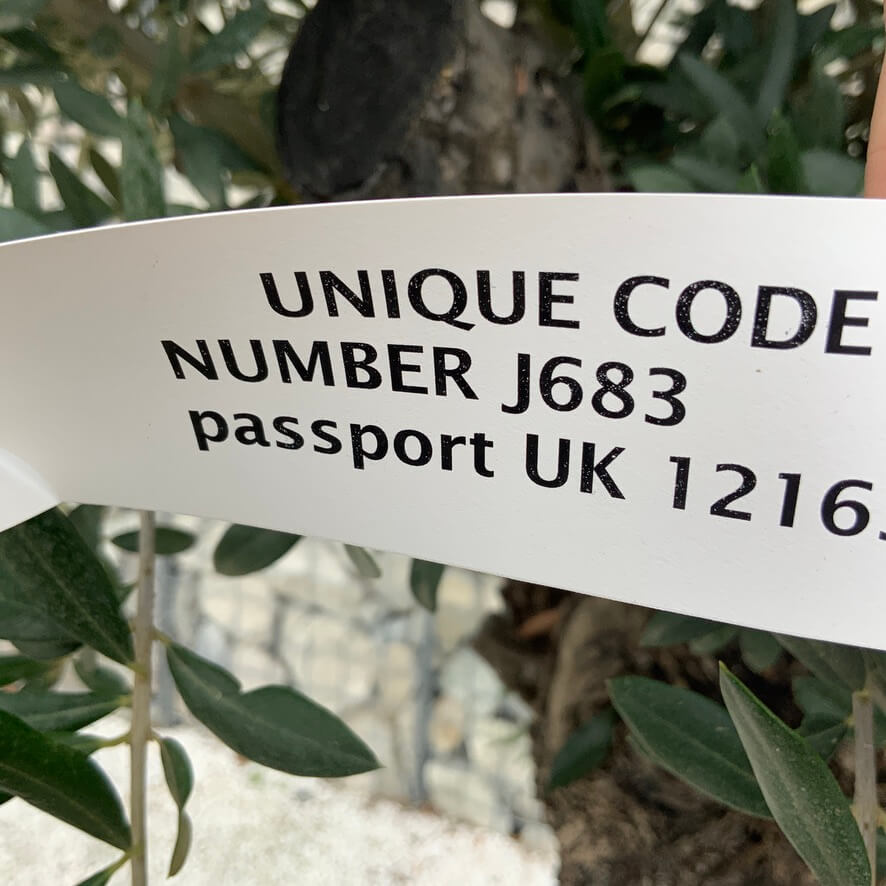 UNIQUE CODE
NUMBER J683
passport UK 1216